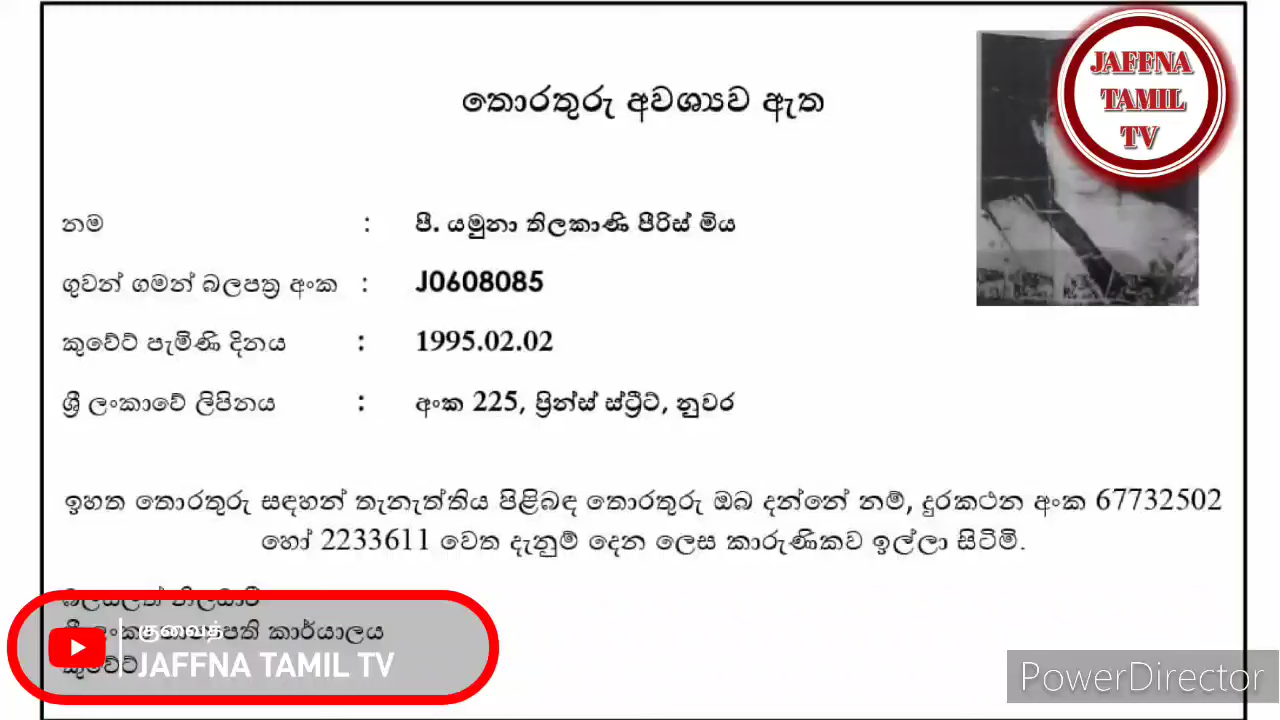 JAFFNA
TAMIL
TV
තොරතුරු අවශ්‍යව ඇත
නම : පී. යමුනා තිලකාණි පීරිස් මිය
ගුවන් ගමන් බලපත්‍ර අංක : J0608085
කුවේට් පැමිණි දිනය : 1995.02.02
ශ්‍රී ලංකාවේ ලිපිනය : අංක 225, ප්‍රින්ස් ස්ට්‍රීට්, නුවර
ඉහත තොරතුරු සඳහන් තැනැත්තිය පිළිබඳ තොරතුරු ඔබ දන්නේ නම්, දුරකථන අංක 67732502
හෝ 2233611 වෙත දැනුම් දෙන ලෙස කාරුණිකව ඉල්ලා සිටිමි.
කාර්යාලය
குவைத்
කුවේට්
JAFFNA TAMIL TV
PowerDirector